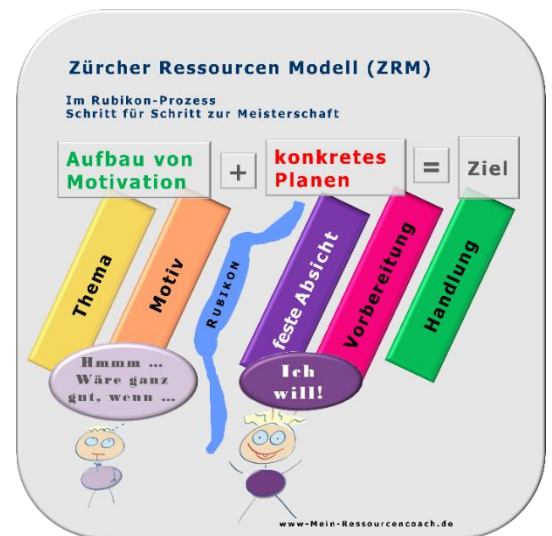 Zürcher Ressourcen Modell (ZRM)
Im Rubikon-Prozess
Schritt für Schritt zur Meisterschaft
Aufbau von
Motivation
+
konkretes
Planen
=
Ziel
Thema
Motiv
RUBIKON
feste Absicht
Vorbereitung
Handlung
Hmmm ...
Wäre ganz
gut, wenn ...
Ich
will!
www-Mein-Ressourcencoach.de